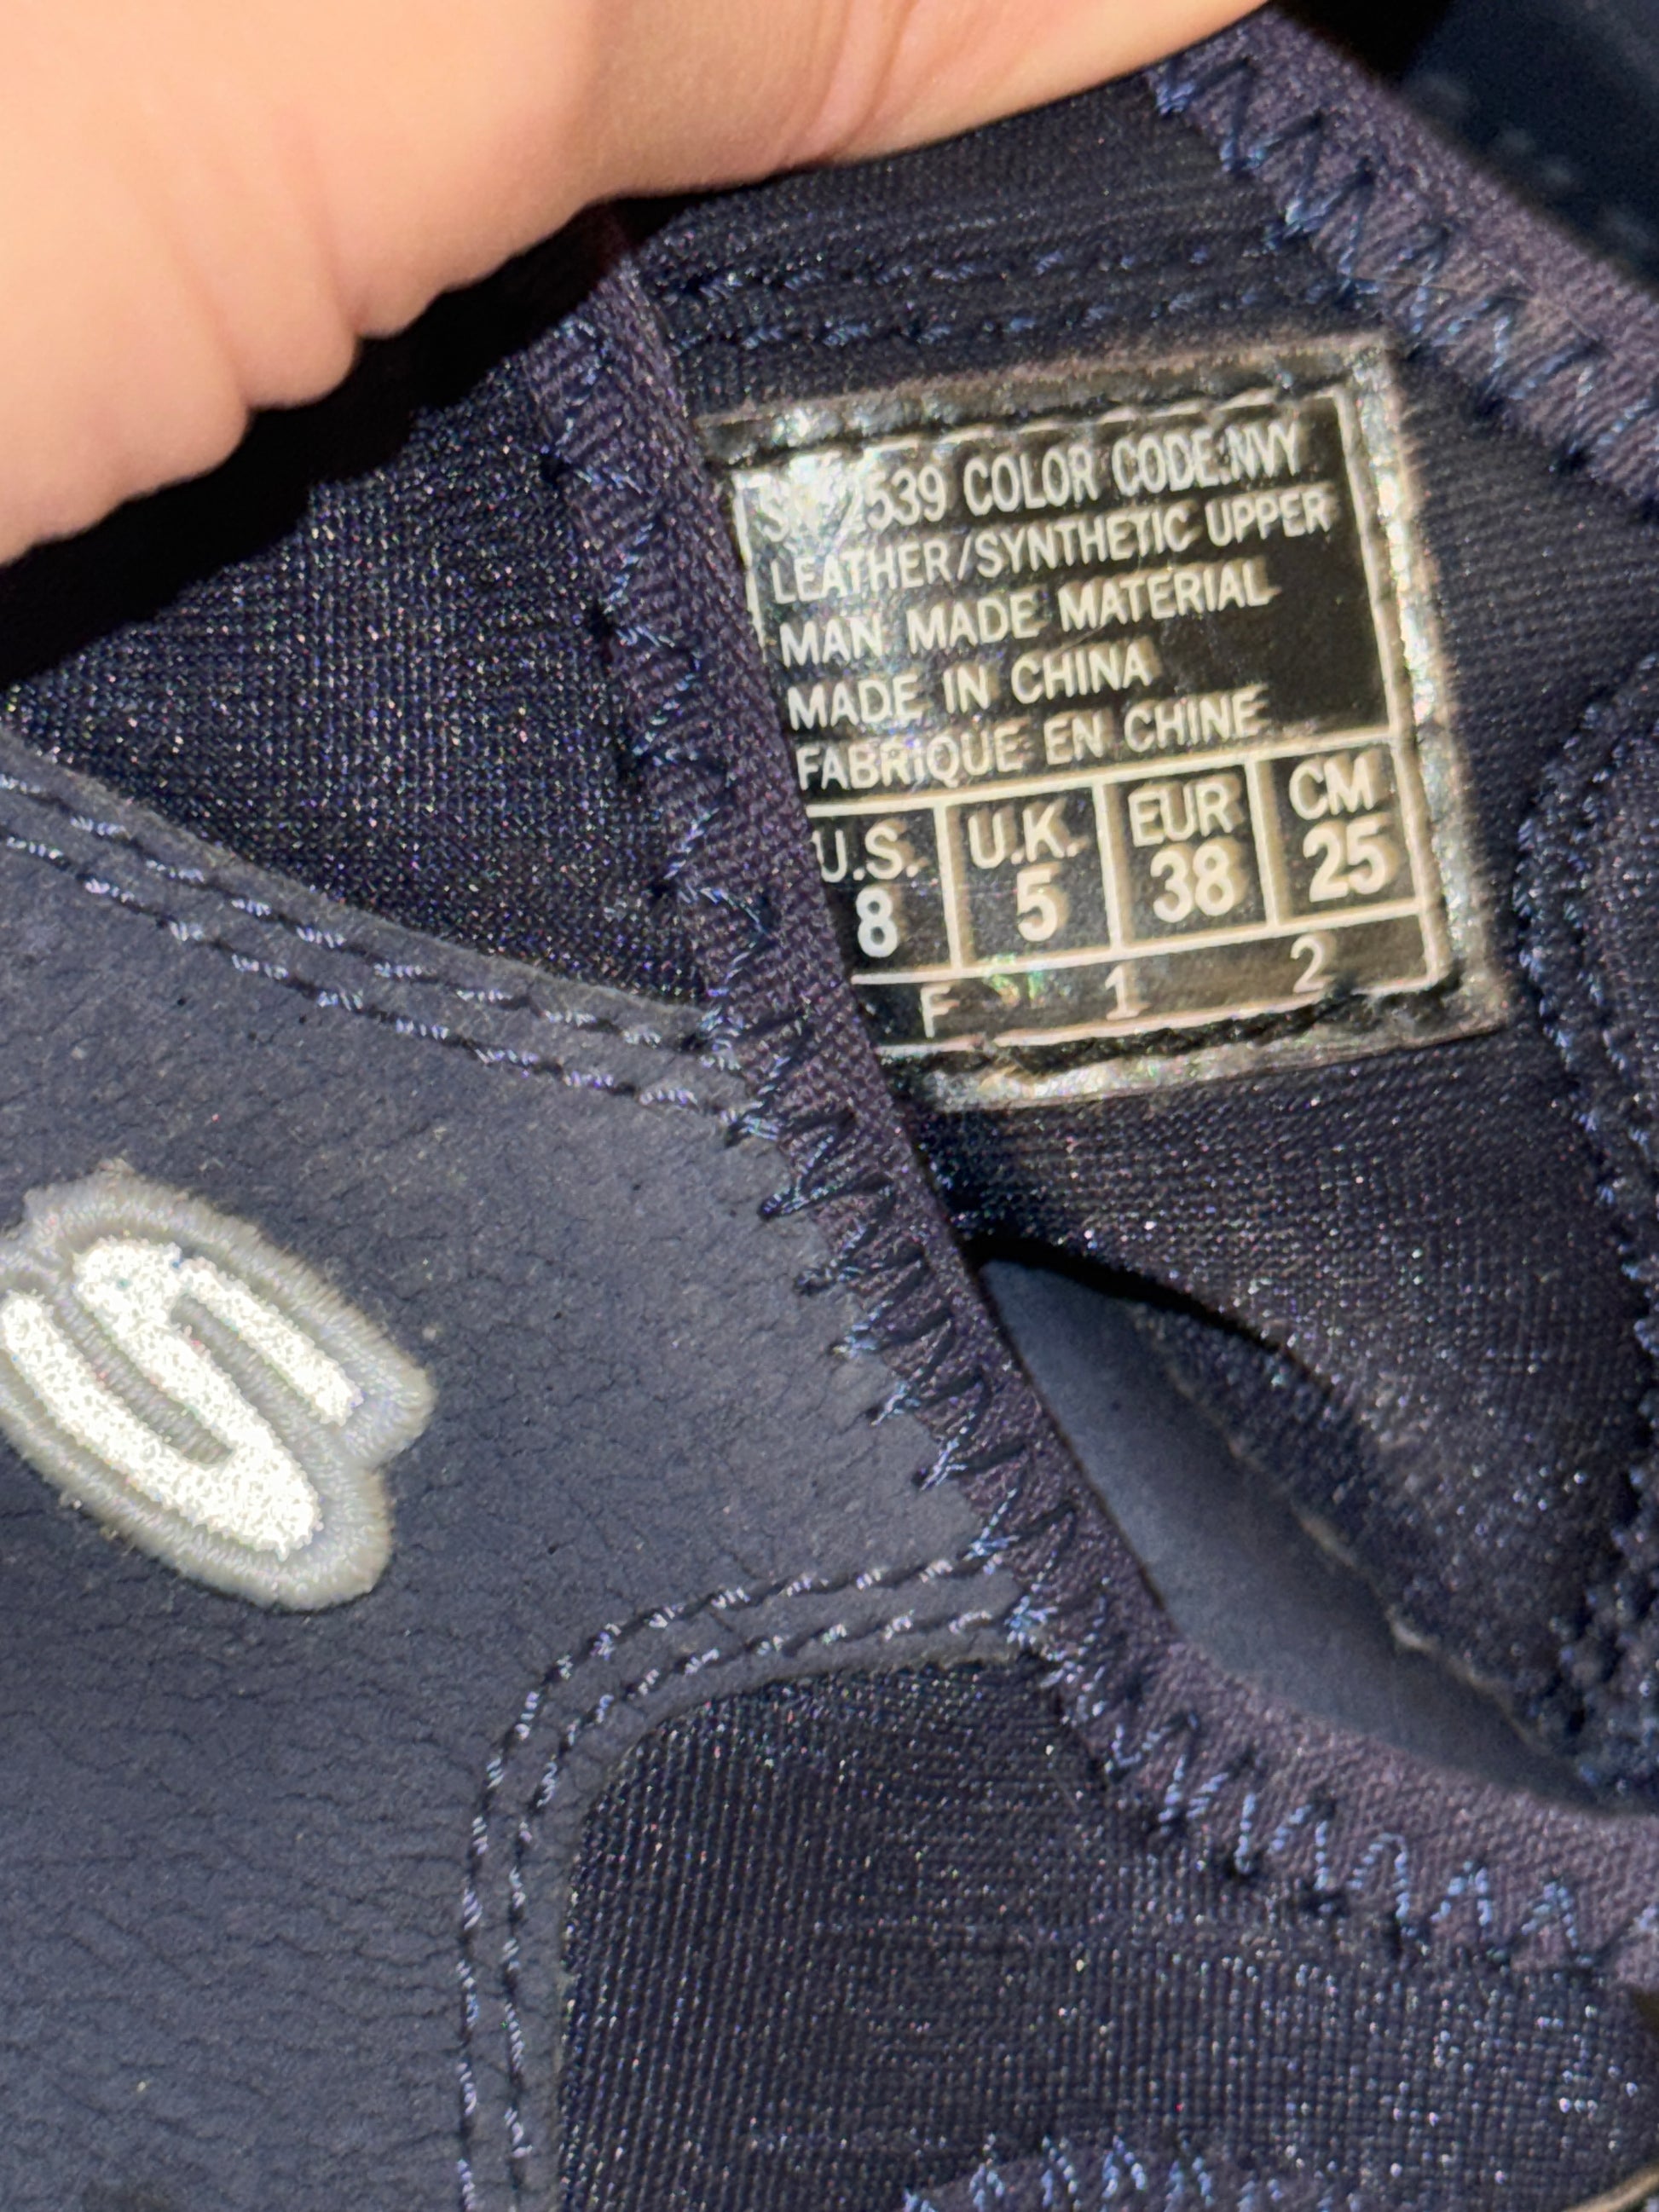 539 COLOR CODE:NVY
LEATHER/SYNTHETIC UPPER
MAN MADE MATERIAL
MADE IN CHINA
FABRIQUE EN CHINE
U.S. U.K. EUR CM
8 5 38 25
F 1 2
S